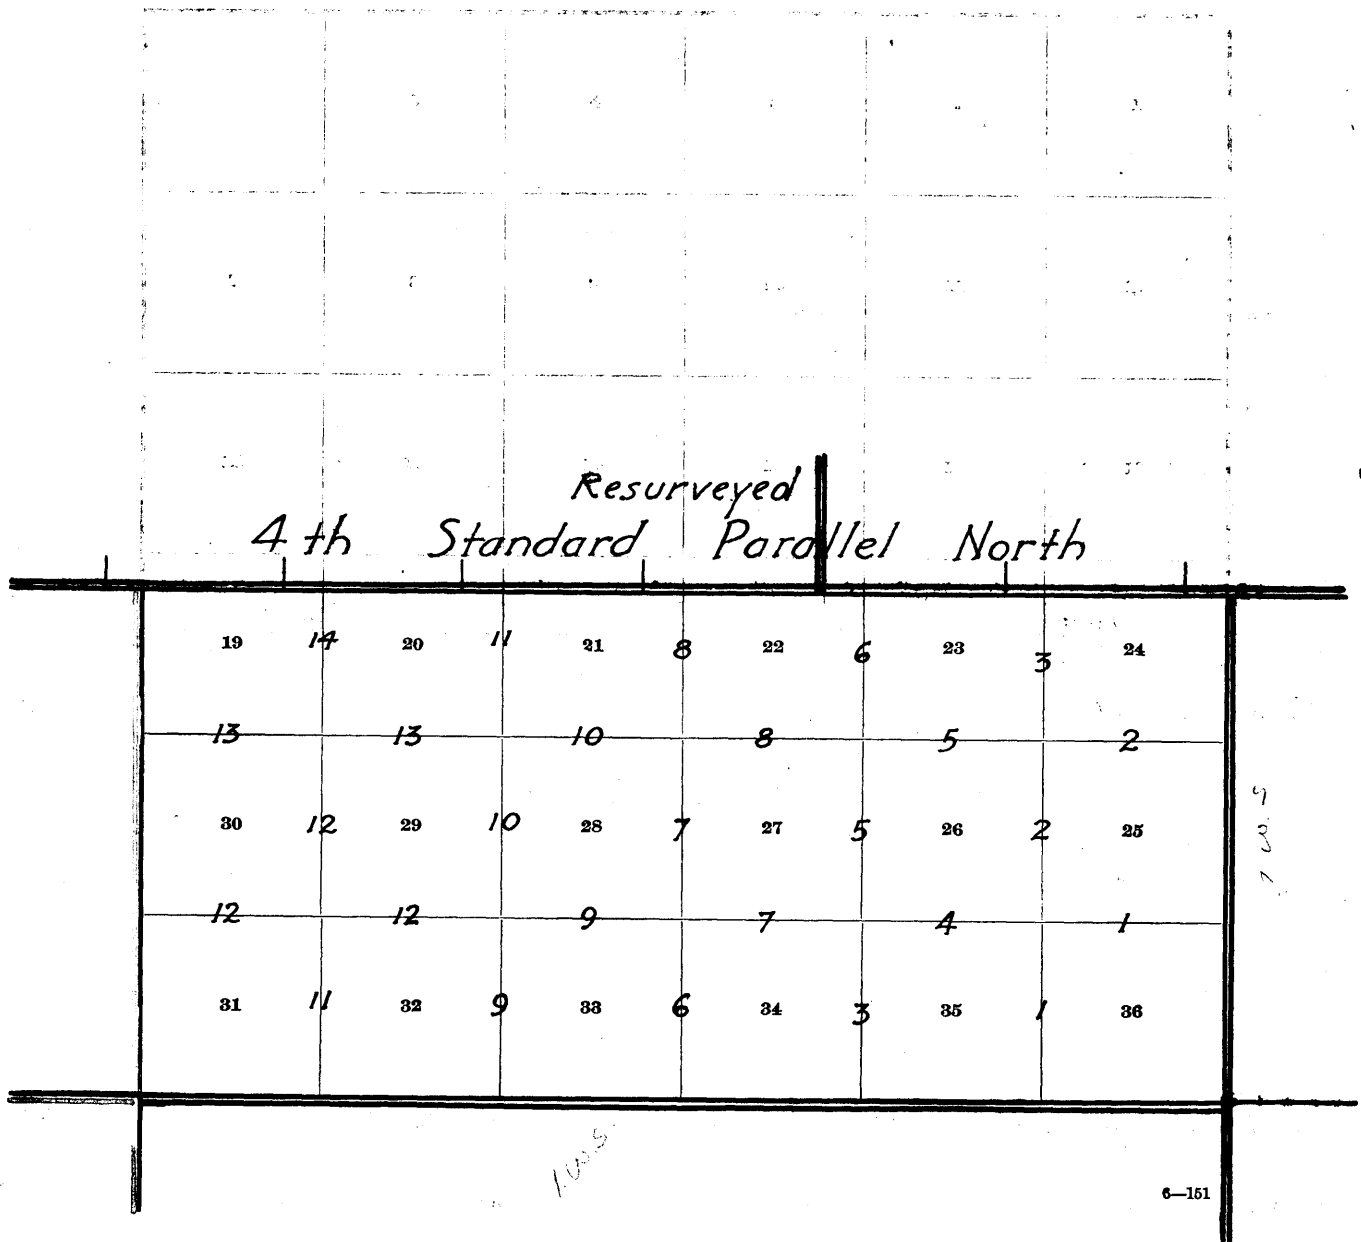 Resurveyed
4th Standard Parallel North
19 14 20 11 21 8 22 6 23 3 24
13 13 10 8 5 2
30 12 29 10 28 7 27 5 26 2 25
12 12 9 7 4 1
31 11 32 9 33 6 34 3 35 1 36
1.W.S.
6—151